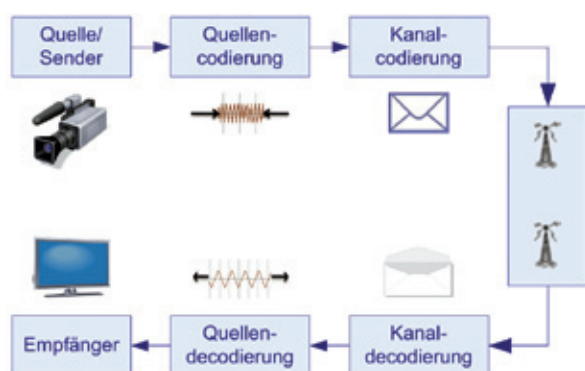 Quelle/
Sender
Quellen-
codierung
Kanal-
codierung
Empfänger
Quellen-
decodierung
Kanal-
decodierung